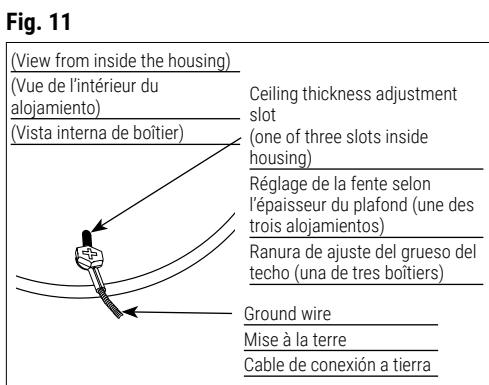 Fig. 11
(View from inside the housing)
(Vue de l'intérieur du
alojamiento)
(Vista interna de boîtier)
Ceiling thickness adjustment
slot
(one of three slots inside
housing)
Réglage de la fente selon
l'épaisseur du plafond (une des
trois alojamientos)
Ranura de ajuste del grueso del
techo (una de tres boîtiers)
Ground wire
Mise à la terre
Cable de conexión a tierra